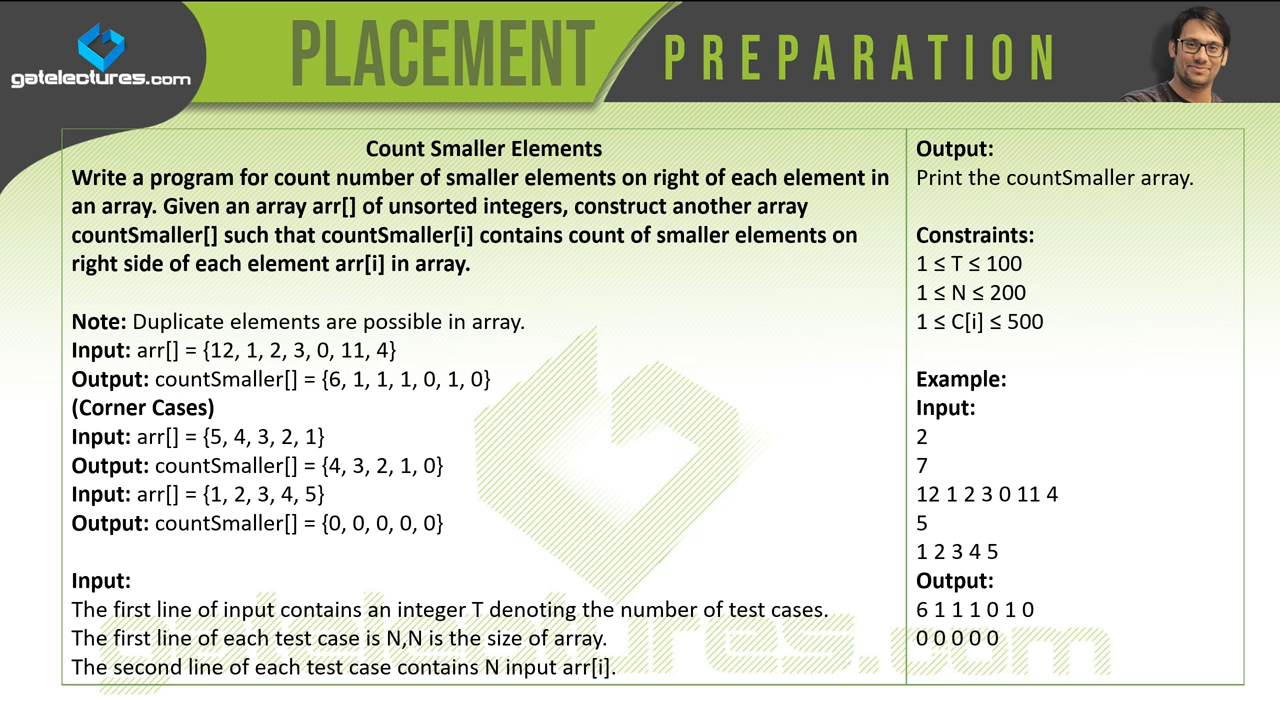 gatelectures.com
PLACEMENT
PREPARATION
Count Smaller Elements
Write a program for count number of smaller elements on right of each element in
an array. Given an array arr[] of unsorted integers, construct another array
countSmaller[] such that countSmaller[i] contains count of smaller elements on
right side of each element arr[i] in array.
Note: Duplicate elements are possible in array.
Input: arr[] = {12, 1, 2, 3, 0, 11, 4}
Output: countSmaller[] = {6, 1, 1, 1, 0, 1, 0}
(Corner Cases)
Input: arr[] = {5, 4, 3, 2, 1}
Output: countSmaller[] = {4, 3, 2, 1, 0}
Input: arr[] = {1, 2, 3, 4, 5}
Output: countSmaller[] = {0, 0, 0, 0, 0}
Input:
The first line of input contains an integer T denoting the number of test cases.
The first line of each test case is N,N is the size of array.
The second line of each test case contains N input arr[i].
Output:
Print the countSmaller array.
Constraints:
1 ≤ T ≤ 100
1 ≤ N ≤ 200
1 ≤ C[i] ≤ 500
Example:
Input:
2
7
12 1 2 3 0 11 4
5
1 2 3 4 5
Output:
6 1 1 1 0 1 0
0 0 0 0 0
gatelectures.com